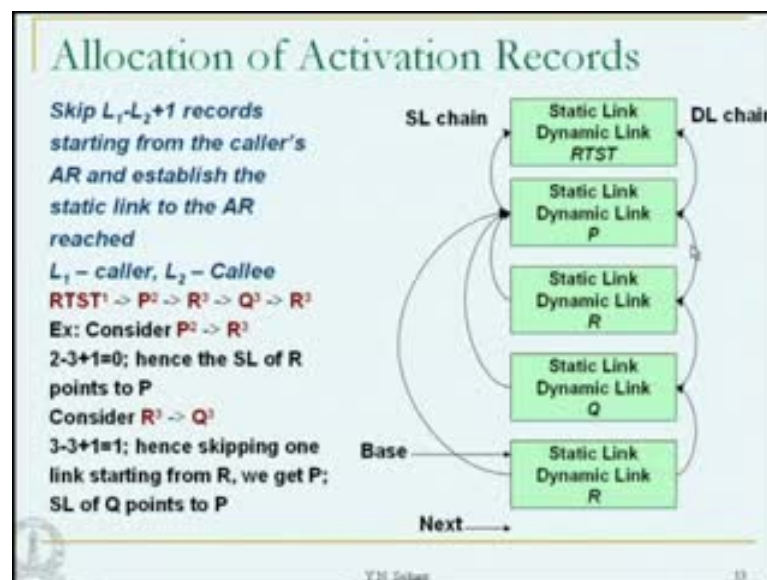 Allocation of Activation Records
Skip L₁-L₂+1 records
starting from the caller's
AR and establish the
static link to the AR
reached
L₁ – caller, L₂ – Callee
RTST¹ -> P² -> R³ -> Q³ -> R³
Ex: Consider P² -> R³
2-3+1=0; hence the SL of R
points to P
Consider R³ -> Q³
3-3+1=1; hence skipping one
link starting from R, we get P;
SL of Q points to P
SL chain
DL chain
Static Link
Dynamic Link
RTST
Static Link
Dynamic Link
P
Static Link
Dynamic Link
R
Static Link
Dynamic Link
Q
Base
Static Link
Dynamic Link
R
Next
Y.N.